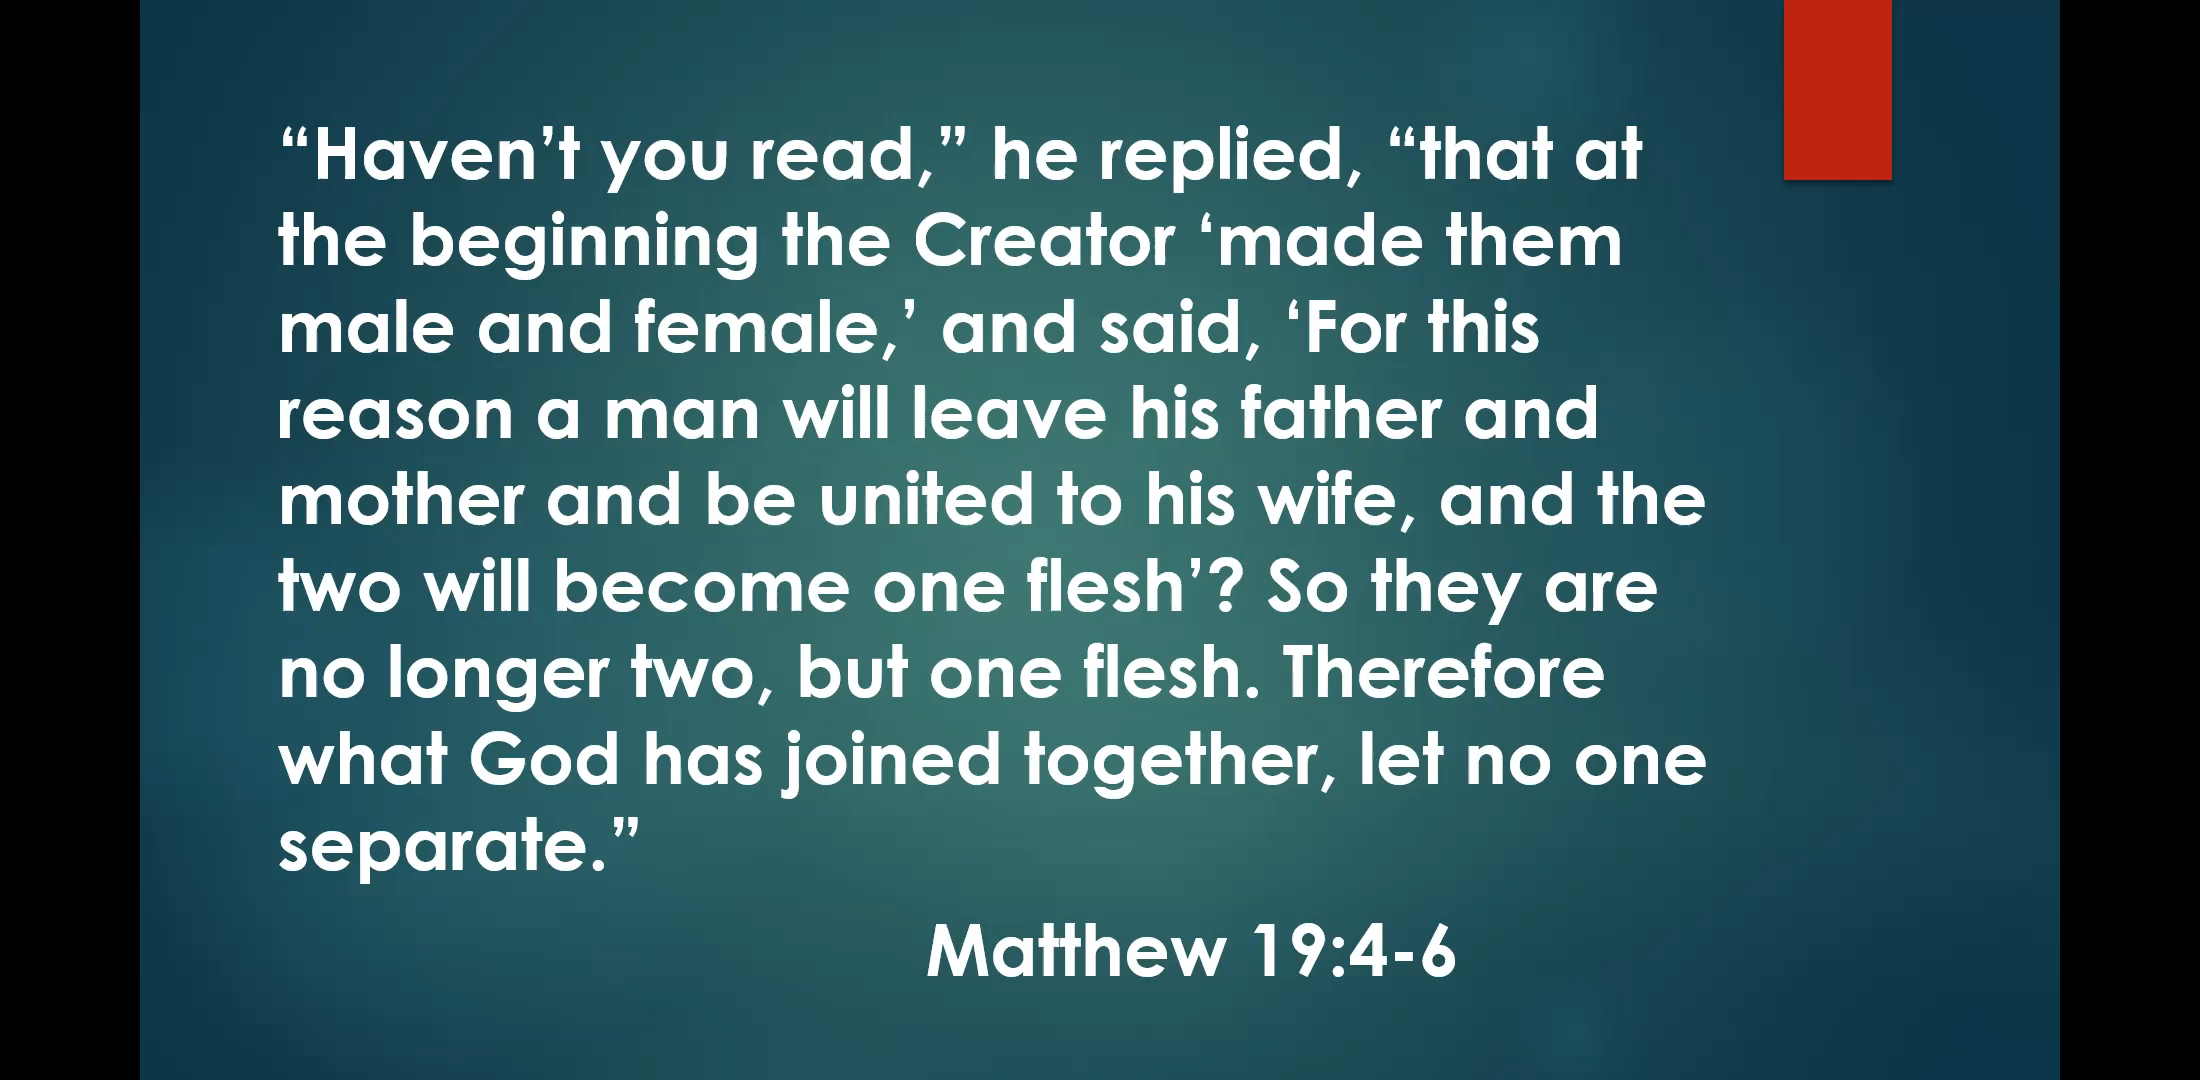 “Haven’t you read,” he replied, “that at
the beginning the Creator ‘made them
male and female,’ and said, ‘For this
reason a man will leave his father and
mother and be united to his wife, and the
two will become one flesh’? So they are
no longer two, but one flesh. Therefore
what God has joined together, let no one
separate.”
Matthew 19:4-6